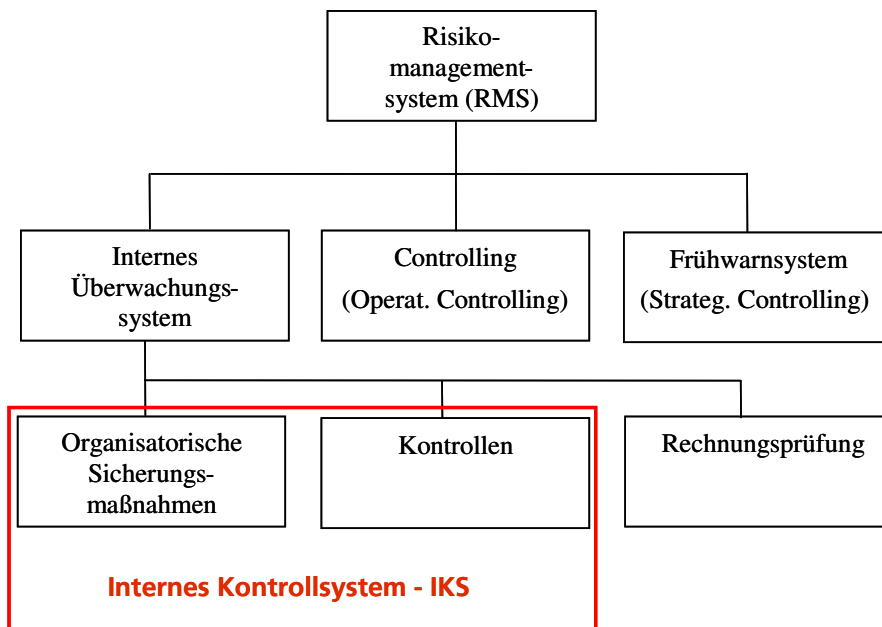 Risiko-
management-
system (RMS)
Internes
Überwachungs-
system
Controlling
(Operat. Controlling)
Frühwarnsystem
(Strateg. Controlling)
Organisatorische
Sicherungs-
maßnahmen
Kontrollen
Rechnungsprüfung
Internes Kontrollsystem - IKS